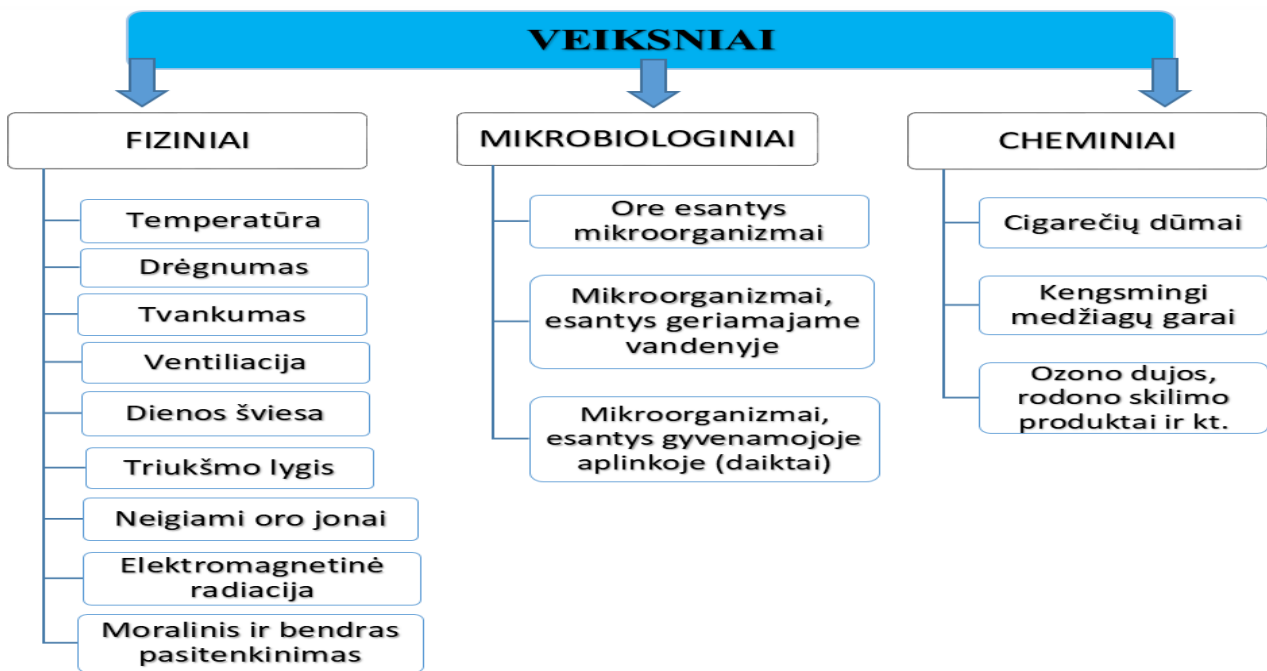 VEIKSNIAI
FIZINIAI
Temperatūra
Drėgnumas
Tvankumas
Ventiliacija
Dienos šviesa
Triukšmo lygis
Neigiami oro jonai
Elektromagnetinė
radiacija
Moralinis ir bendras
pasitenkinimas
MIKROBIOLOGINIAI
Ore esantys
mikroorganizmai
Mikroorganizmai,
esantys geriamajame
vandenyje
Mikroorganizmai,
esantys gyvenamojoje
aplinkoje (daiktai)
CHEMINIAI
Cigarečių dūmai
Kengsmingi
medžiagų garai
Ozono dujos,
rodono skilimo
produktai ir kt.